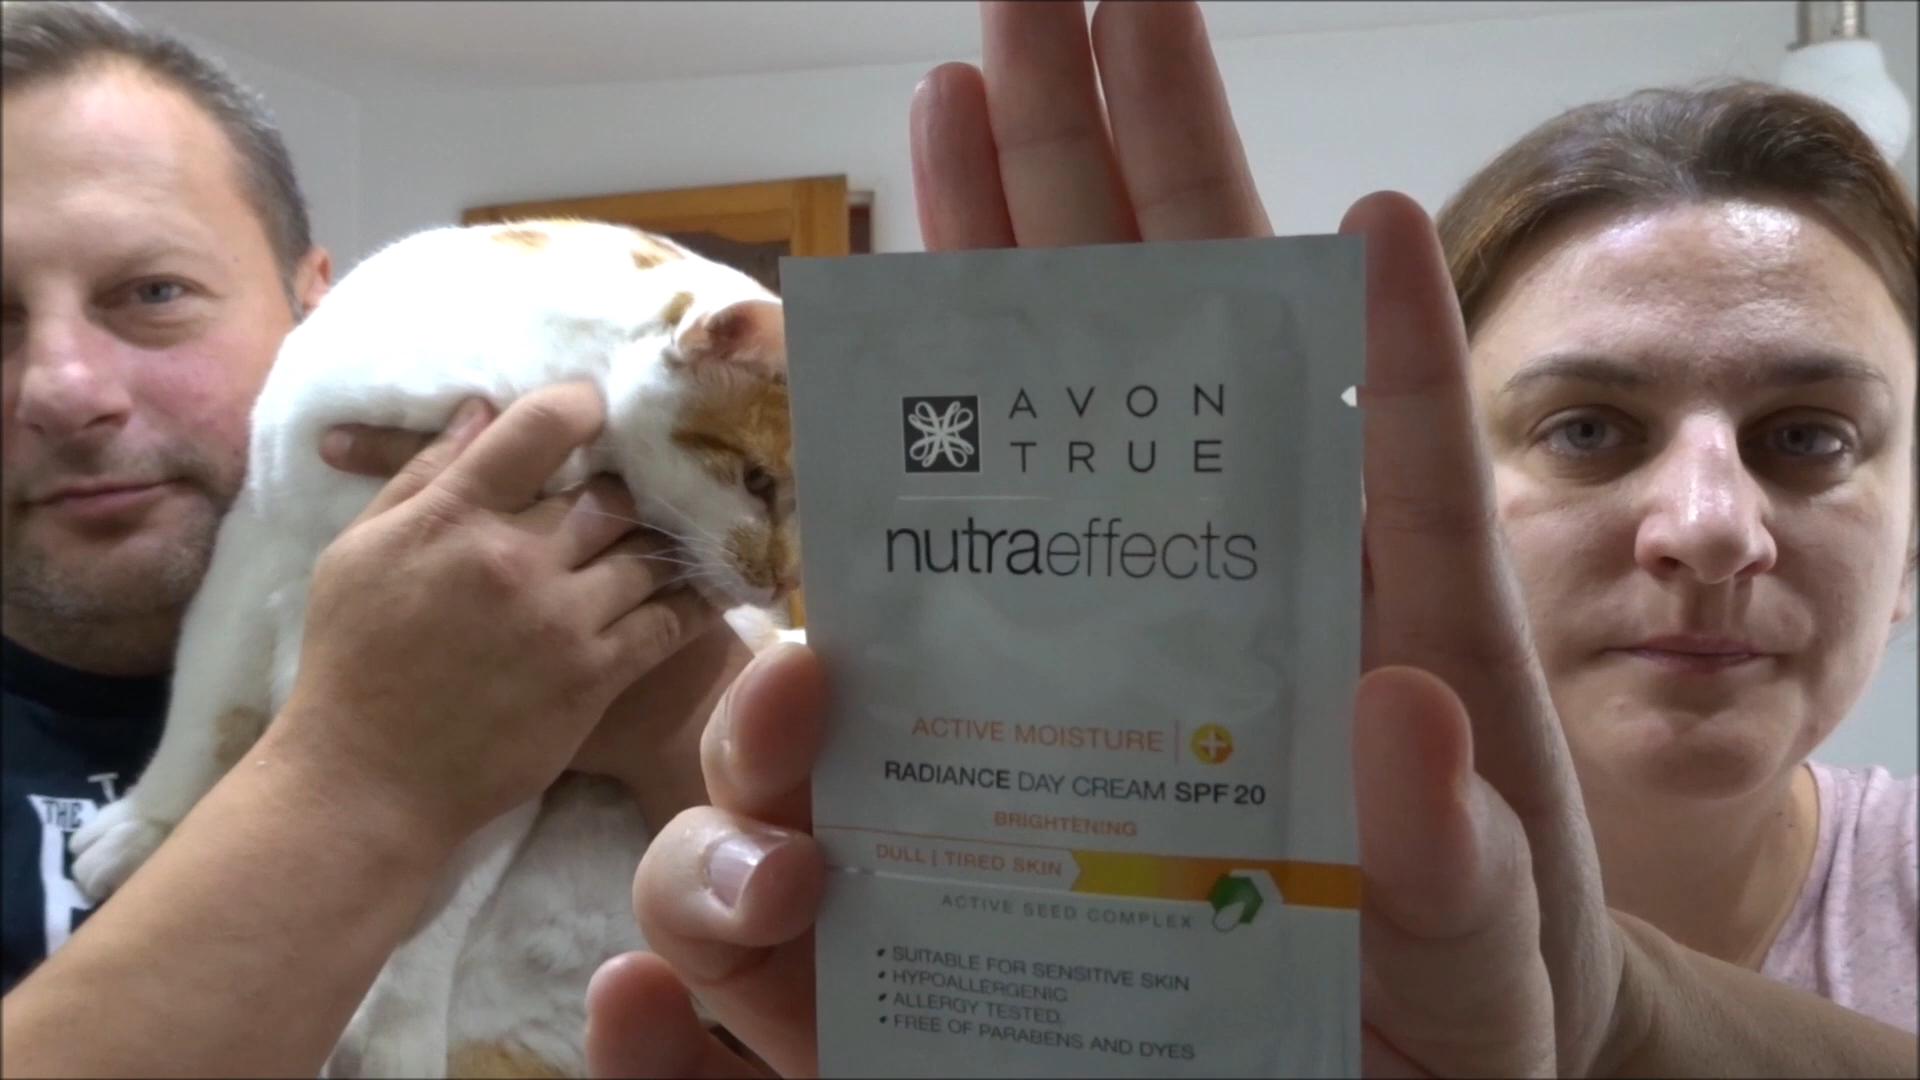 AVON
TRUE
nutraeffects
ACTIVE MOISTURE
RADIANCE DAY CREAM SPF 20
BRIGHTENING
DULL | TIRED SKIN
ACTIVE SEED COMPLEX
• SUITABLE FOR SENSITIVE SKIN
• HYPOALLERGENIC
• ALLERGY TESTED.
• FREE OF PARABENS AND DYES
THE